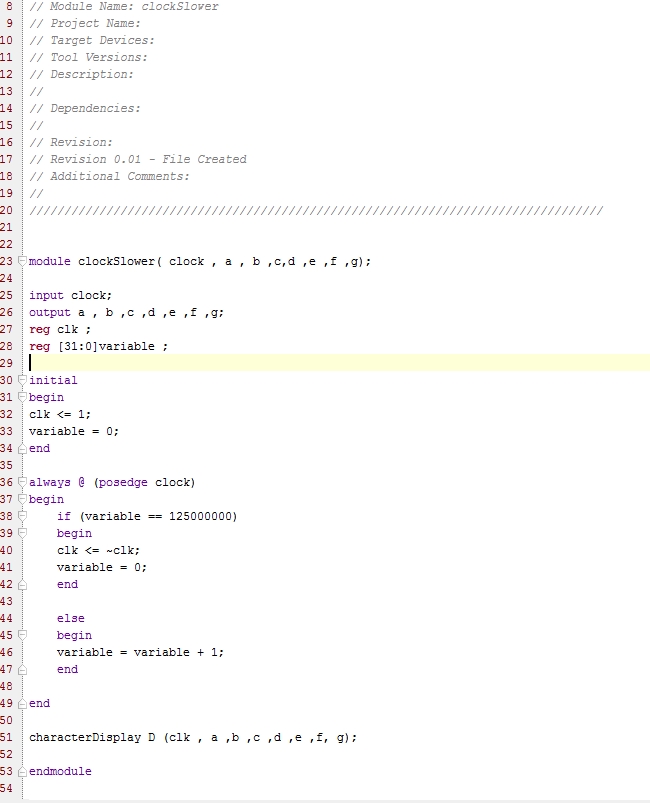 8 // Module Name: clockSlower
9 // Project Name:
10 // Target Devices:
11 // Tool Versions:
12 // Description:
13 //
14 // Dependencies:
15 //
16 // Revision:
17 // Revision 0.01 - File Created
18 // Additional Comments:
19 //
20 //////////////////////////////////////////////////////////////////////////////////
21
22
23 module clockSlower( clock , a , b ,c,d ,e ,f ,g);
24
25 input clock;
26 output a , b ,c ,d ,e ,f ,g;
27 reg clk ;
28 reg [31:0]variable ;
29
30 initial
31 begin
32 clk <= 1;
33 variable = 0;
34 end
35
36 always @ (posedge clock)
37 begin
38     if (variable == 125000000)
39     begin
40     clk <= ~clk;
41     variable = 0;
42     end
43
44     else
45     begin
46     variable = variable + 1;
47     end
48
49 end
50
51 characterDisplay D (clk , a ,b ,c ,d ,e ,f, g);
52
53 endmodule
54